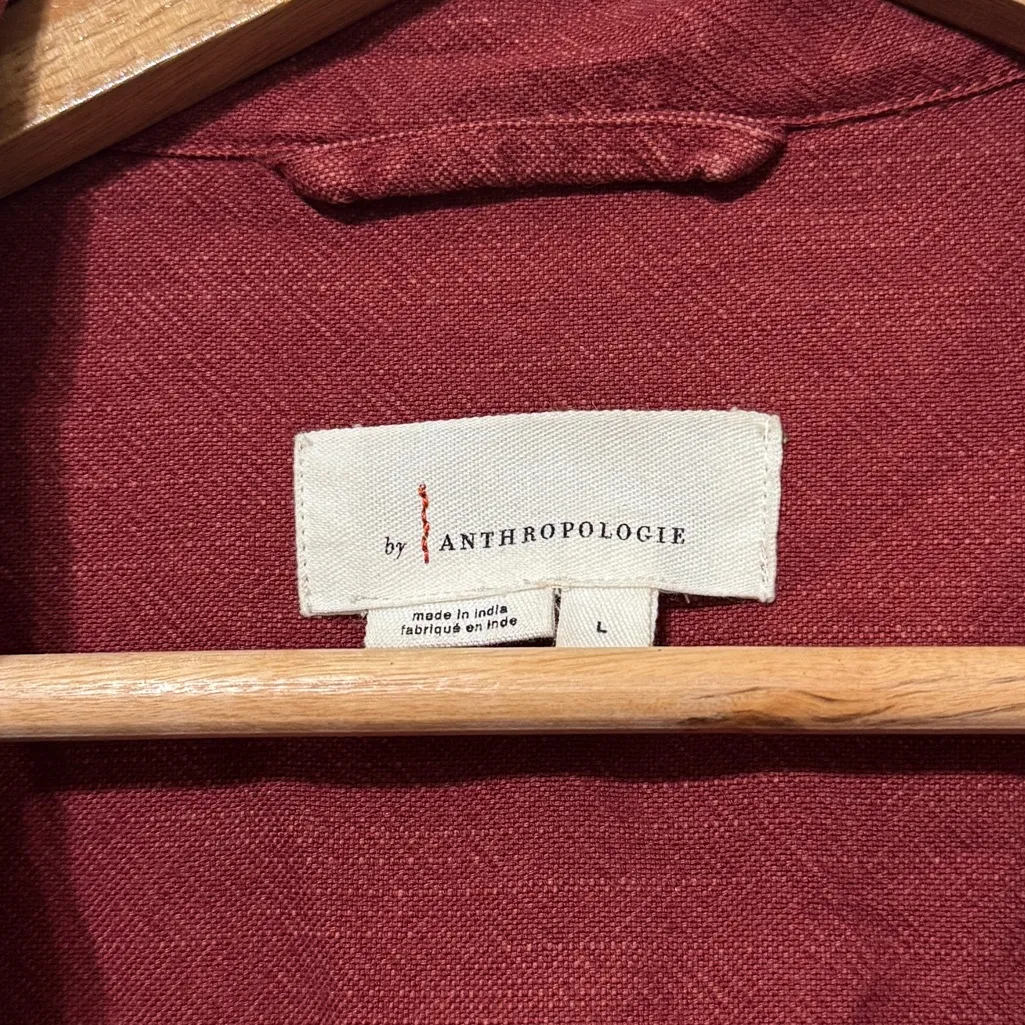 by ANTHROPOLOGIE
made in india
fabriqué en inde
L